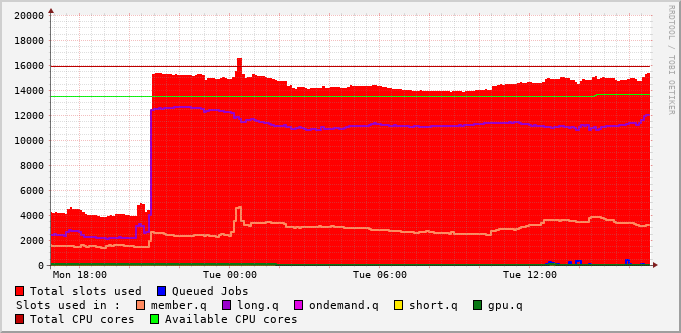 20000
18000
16000
14000
12000
10000
8000
6000
4000
2000
0
Mon 18:00 Tue 00:00 Tue 06:00 Tue 12:00
RRDTOOL / TOBI OETIKER
Total slots used Queued Jobs
Slots used in : member.q long.q ondemand.q short.q gpu.q
Total CPU cores Available CPU cores